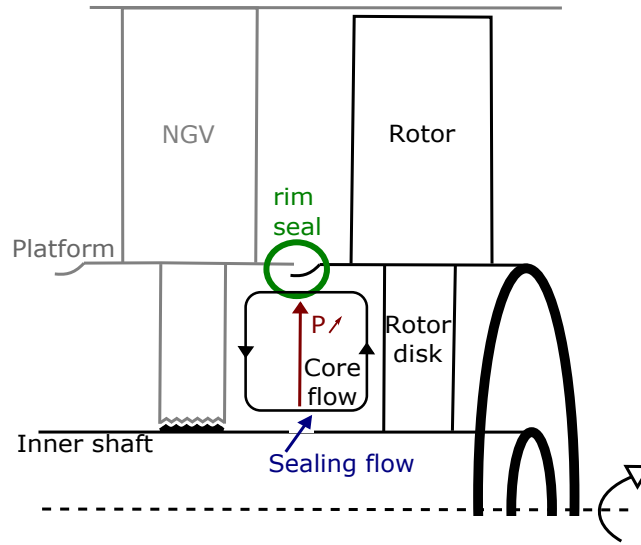 NGV
Rotor
rim
seal
Platform
P
Rotor
disk
Core
flow
Inner shaft
Sealing flow